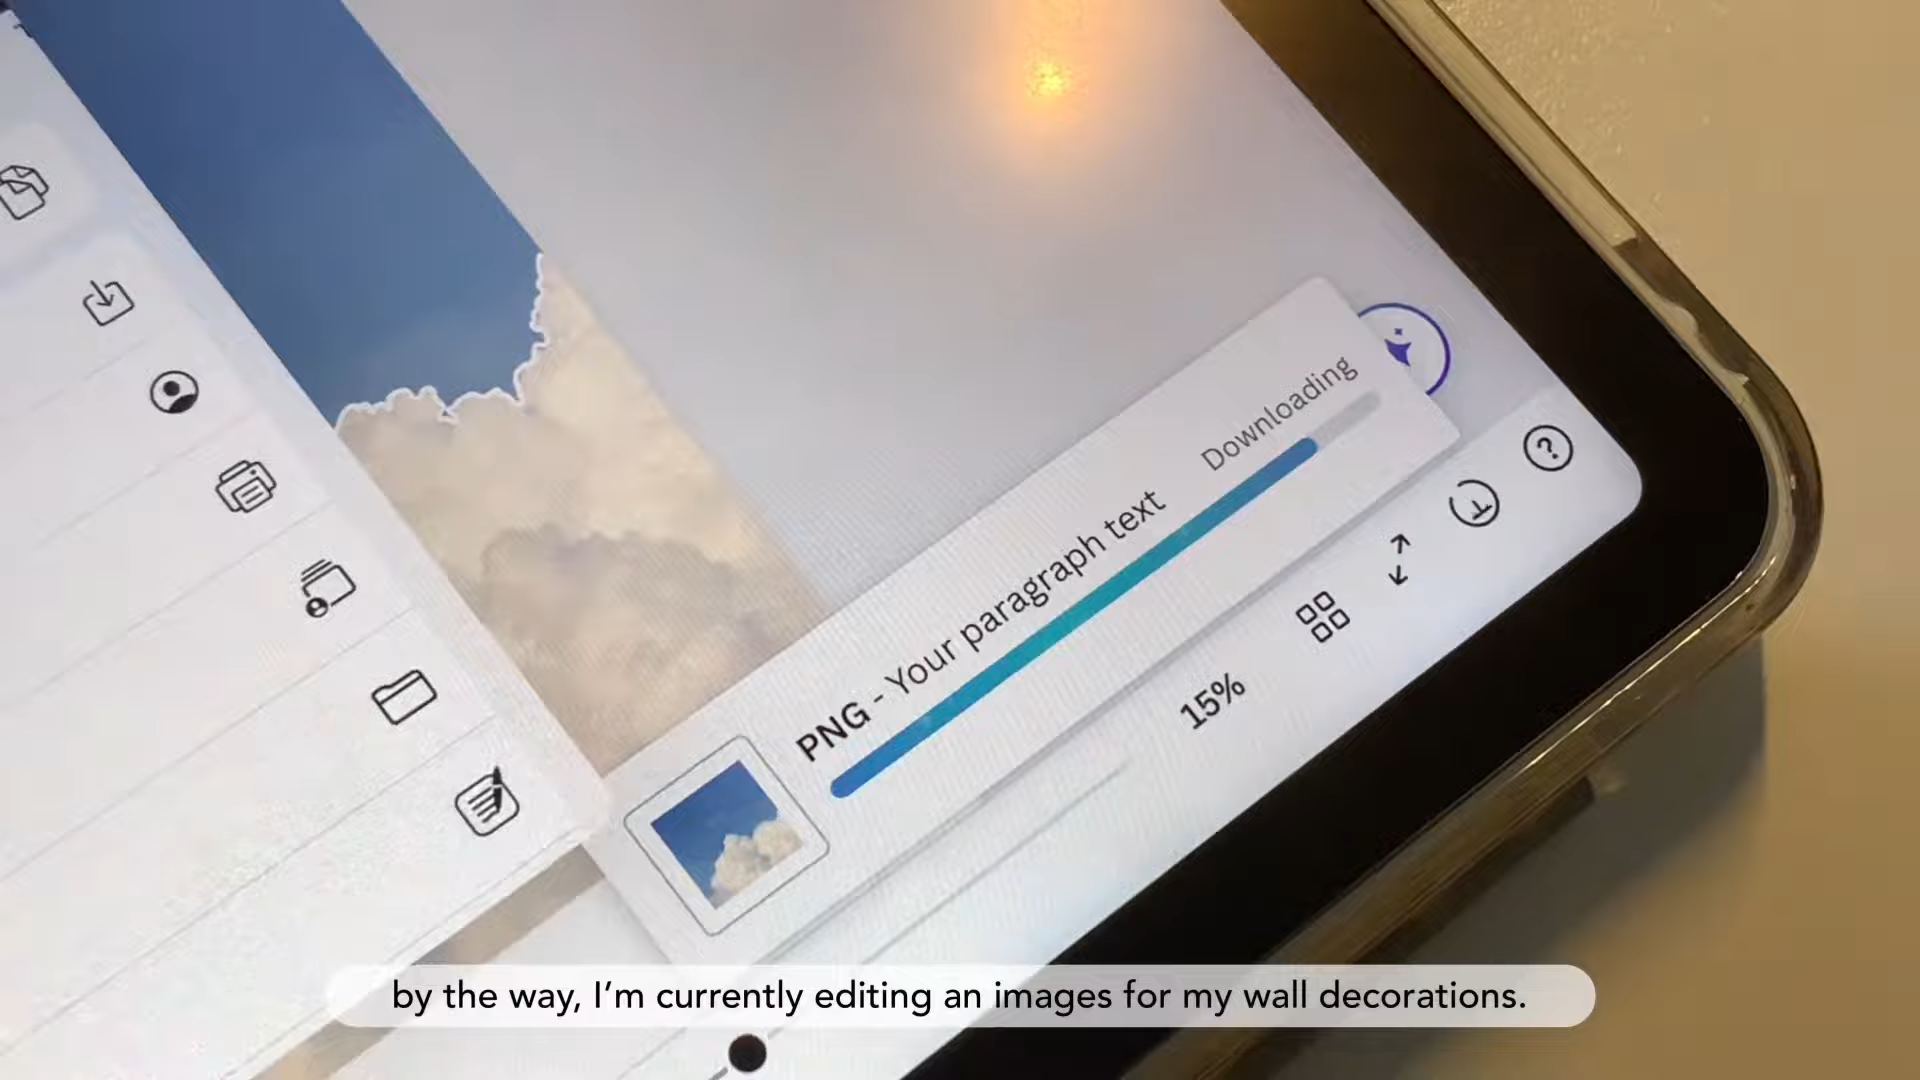 Downloading
PNG - Your paragraph text
15%
?
by the way, I'm currently editing an images for my wall decorations.